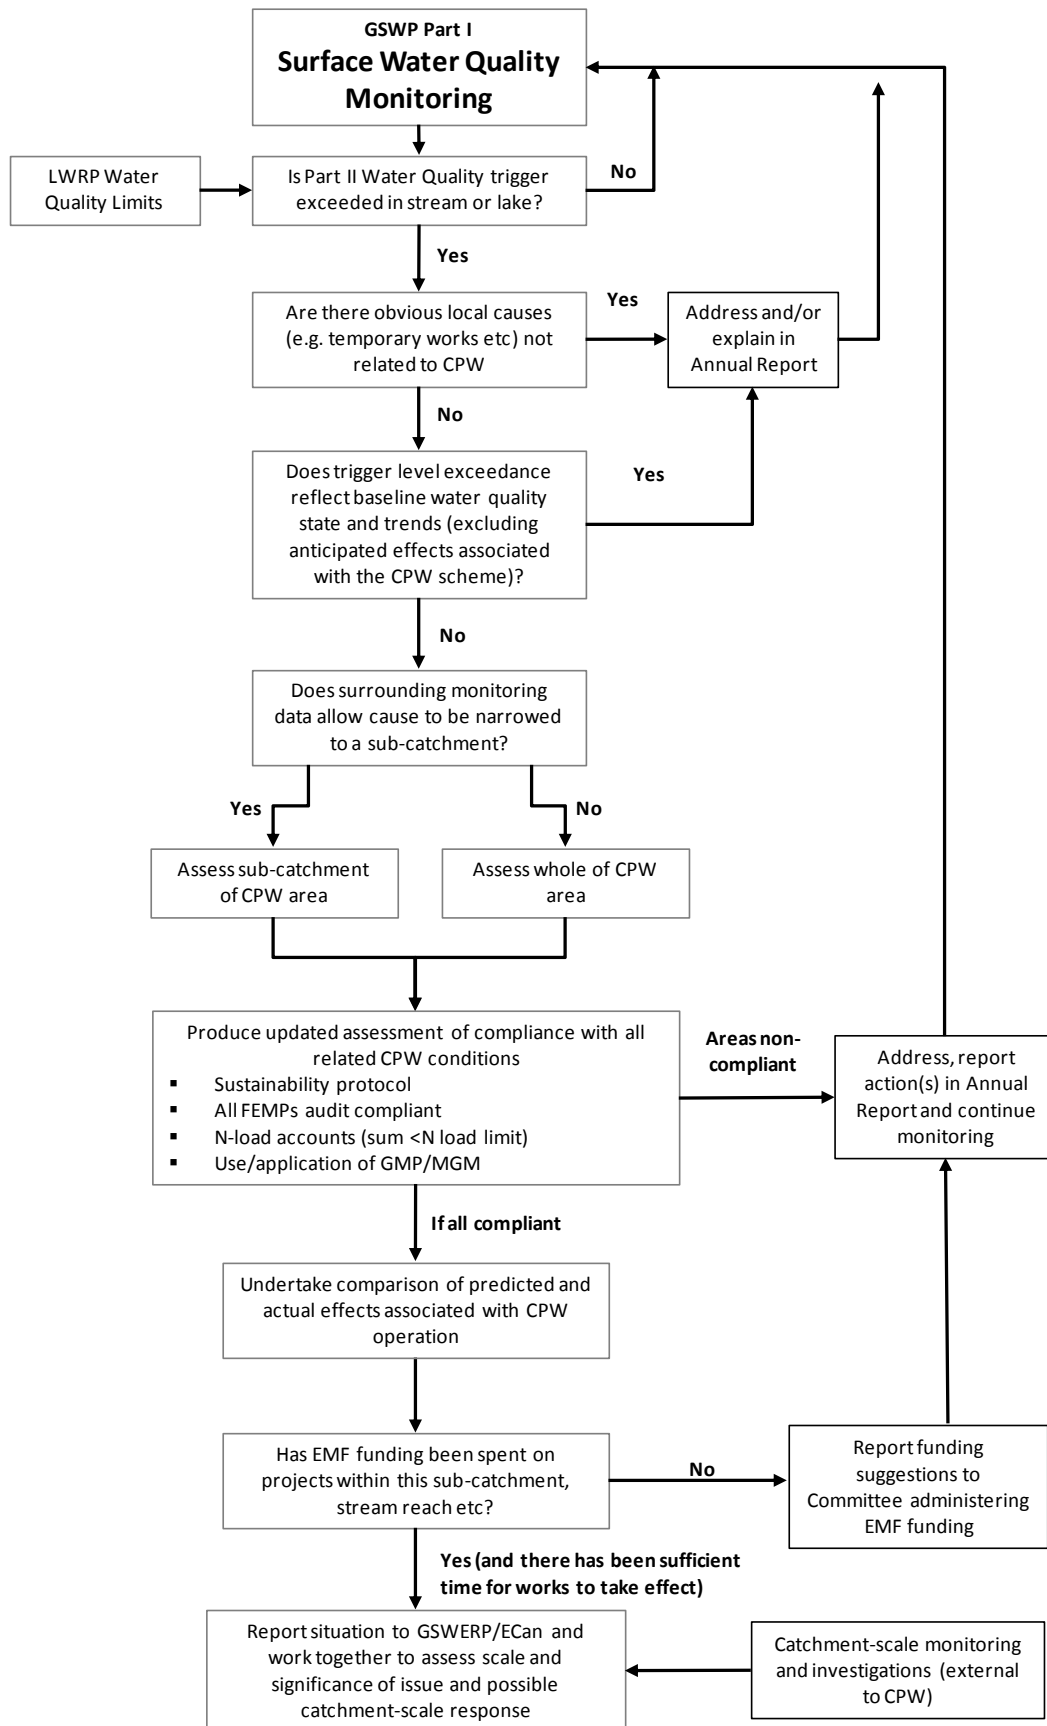 GSWP Part I
Surface Water Quality
Monitoring
LWRP Water
Quality Limits
Is Part II Water Quality trigger
exceeded in stream or lake?
No
Yes
Are there obvious local causes
(e.g. temporary works etc) not
related to CPW
Yes
Address and/or
explain in
Annual Report
No
Does trigger level exceedance
reflect baseline water quality
state and trends (excluding
anticipated effects associated
with the CPW scheme)?
Yes
No
Does surrounding monitoring
data allow cause to be narrowed
to a sub-catchment?
Yes
No
Assess sub-catchment
of CPW area
Assess whole of CPW
area
Produce updated assessment of compliance with all
related CPW conditions
▪ Sustainability protocol
▪ All FEMPs audit compliant
▪ N-load accounts (sum <N load limit)
▪ Use/application of GMP/MGM
Areas non-
compliant
Address, report
action(s) in Annual
Report and continue
monitoring
If all compliant
Undertake comparison of predicted and
actual effects associated with CPW
operation
Has EMF funding been spent on
projects within this sub-catchment,
stream reach etc?
No
Report funding
suggestions to
Committee administering
EMF funding
Yes (and there has been sufficient
time for works to take effect)
Report situation to GSWERP/ECan and
work together to assess scale and
significance of issue and possible
catchment-scale response
Catchment-scale monitoring
and investigations (external
to CPW)